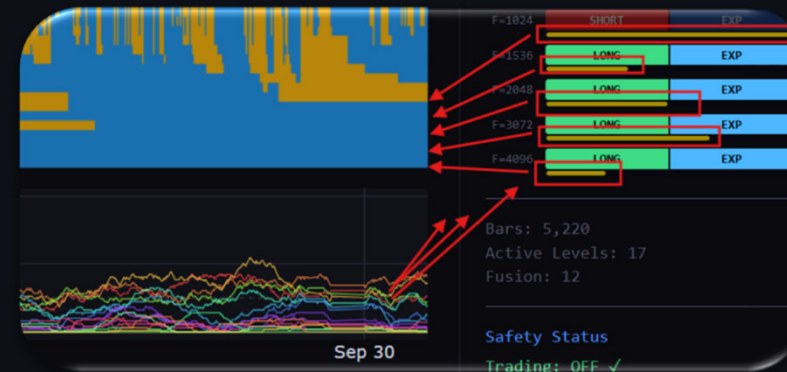 F=1024 SHORT EXP
F=1536 LONG EXP
F=2048 LONG EXP
F=3072 LONG EXP
F=4096 LONG EXP
Bars: 5,220
Active Levels: 17
Fusion: 12
Sep 30
Safety Status
Trading: OFF ✓